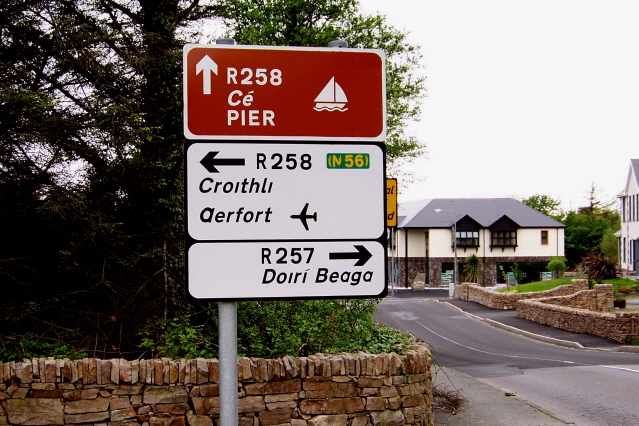 R258
Cé
PIER
R258 (N56)
Croithlí
aerfort
R257
Doirí Beaga